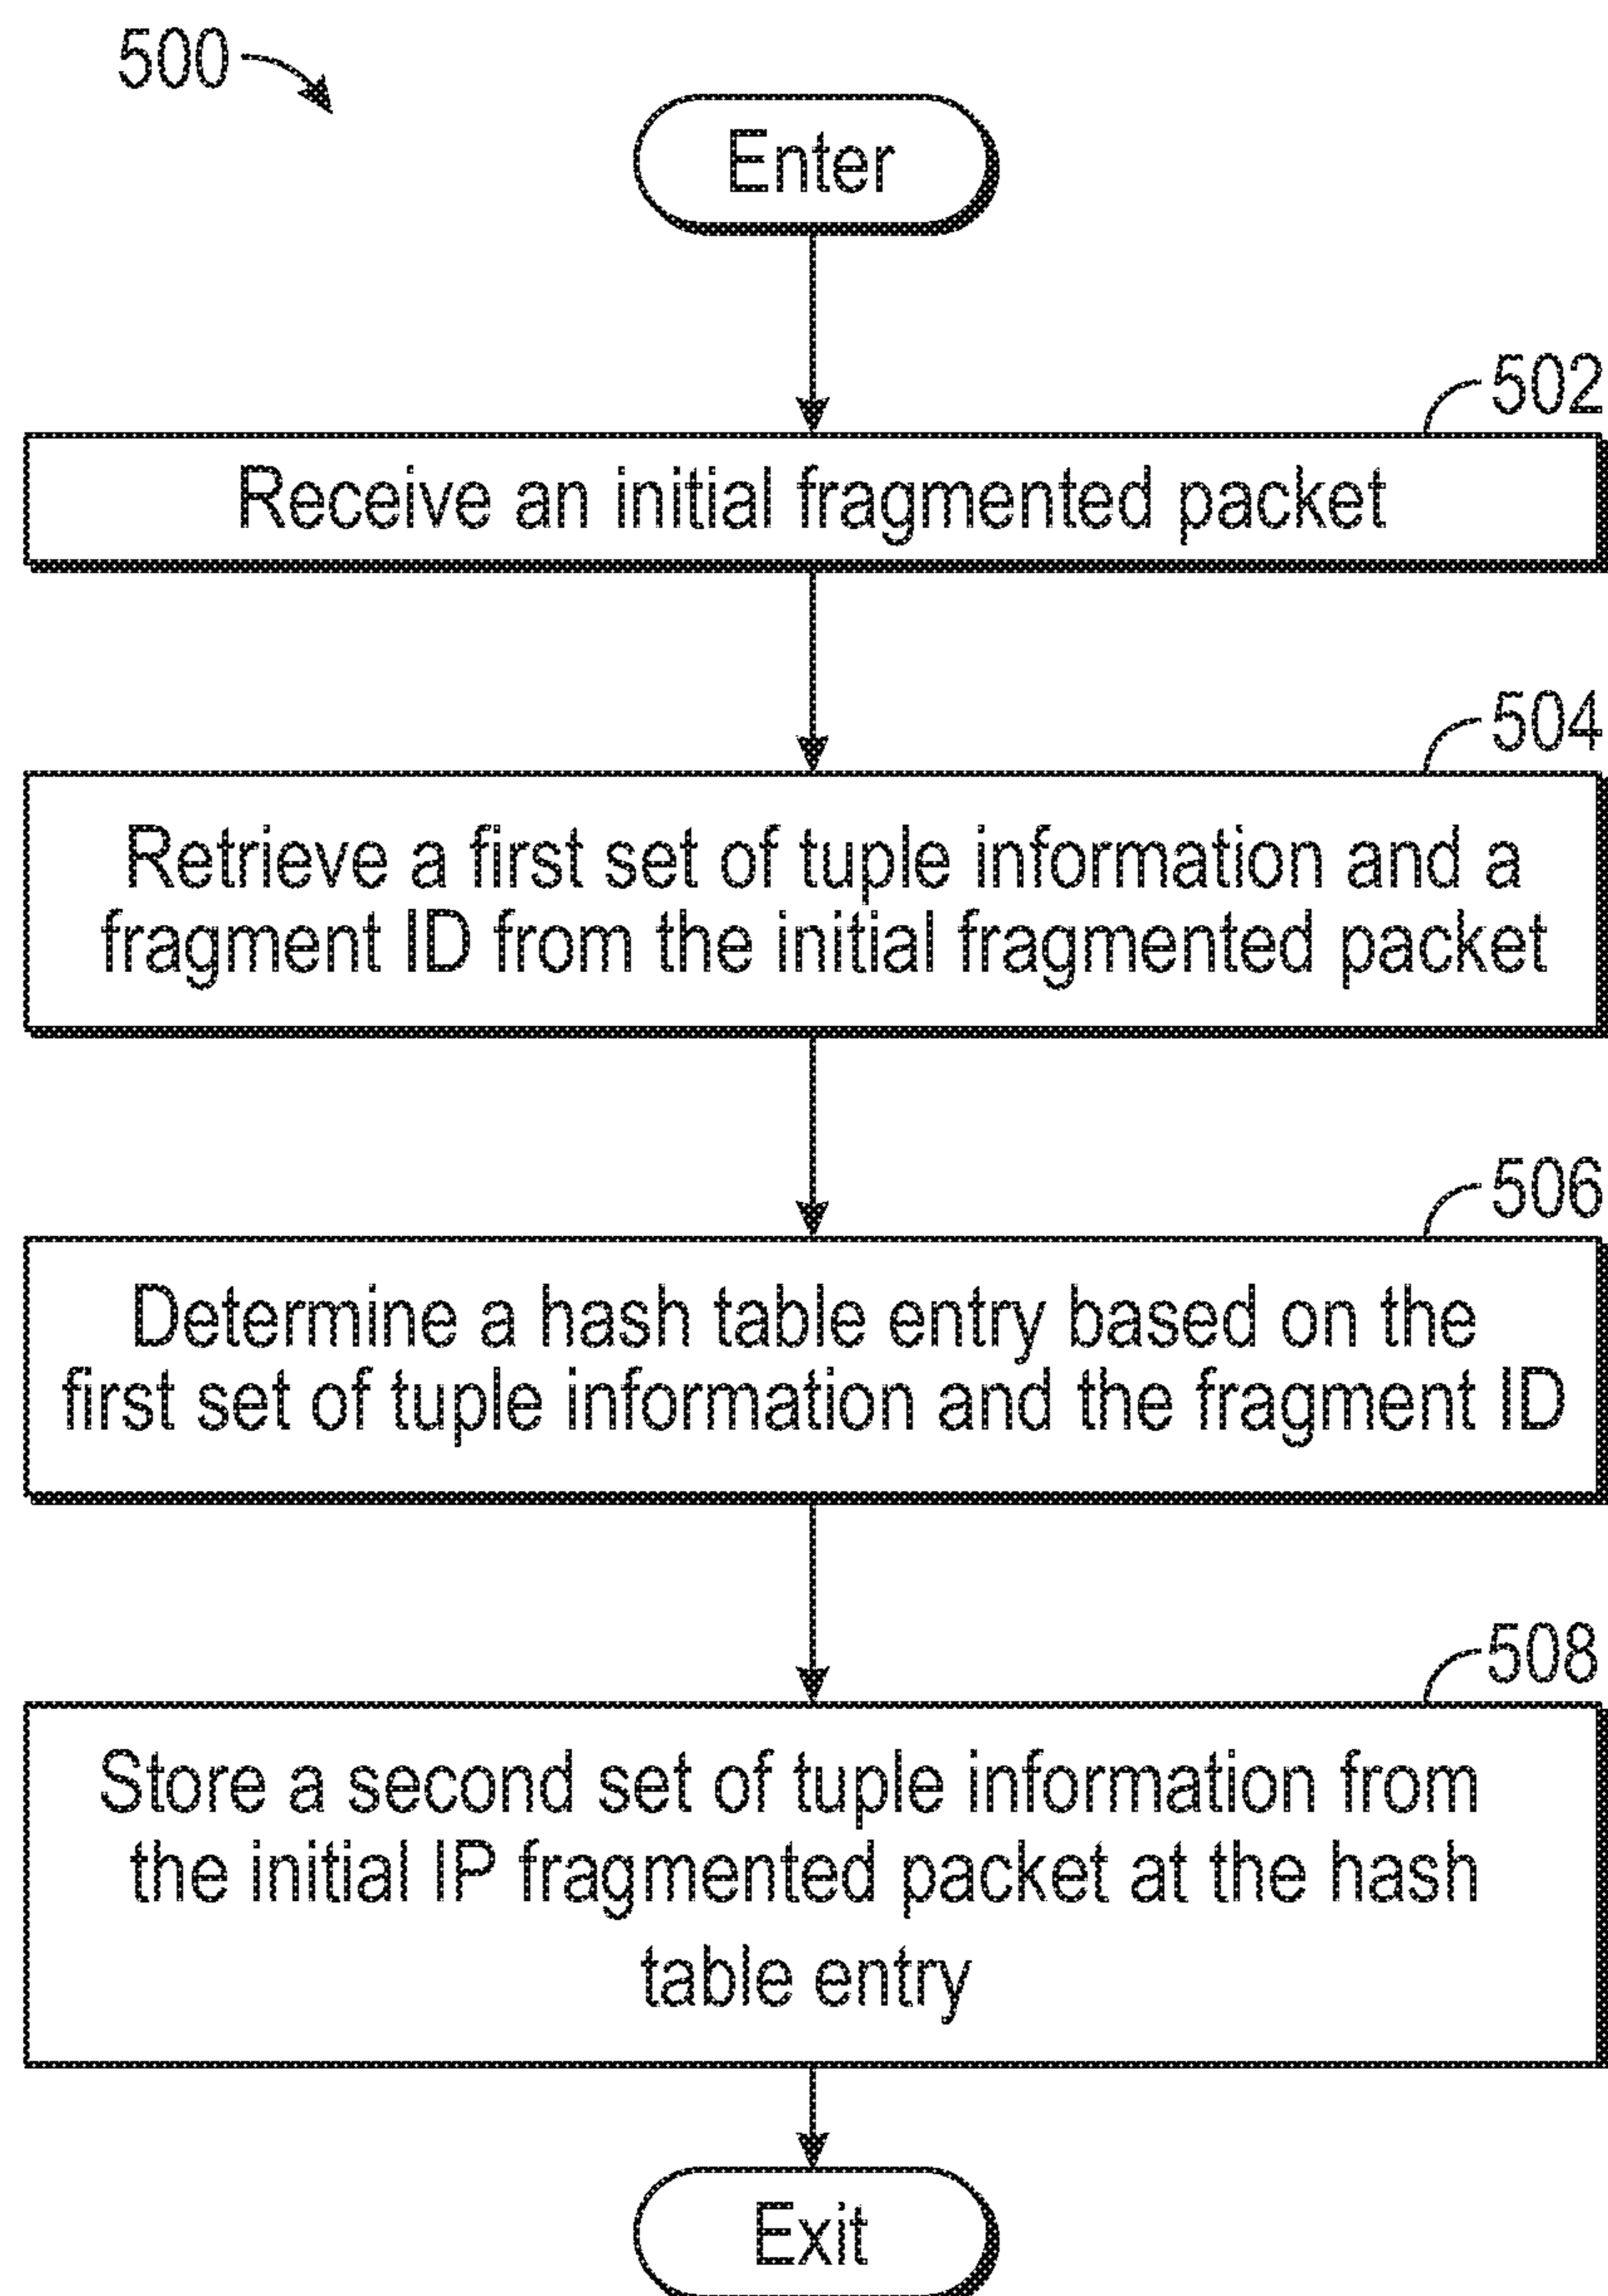 500
Enter
502
Receive an initial fragmented packet
504
Retrieve a first set of tuple information and a
fragment ID from the initial fragmented packet
506
Determine a hash table entry based on the
first set of tuple information and the fragment ID
508
Store a second set of tuple information from
the initial IP fragmented packet at the hash
table entry
Exit